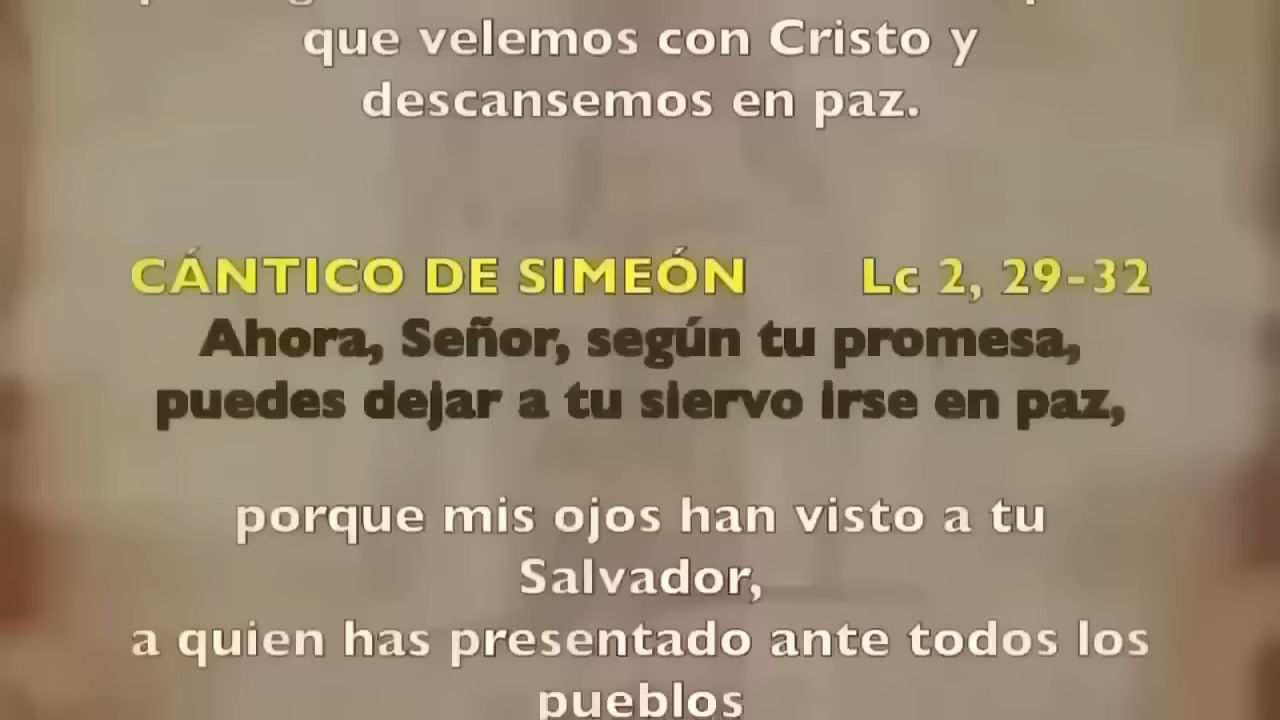 que velemos con Cristo y
descansemos en paz.
CÁNTICO DE SIMEÓN Lc 2, 29-32
Ahora, Señor, según tu promesa,
puedes dejar a tu siervo irse en paz,
porque mis ojos han visto a tu
Salvador,
a quien has presentado ante todos los
pueblos